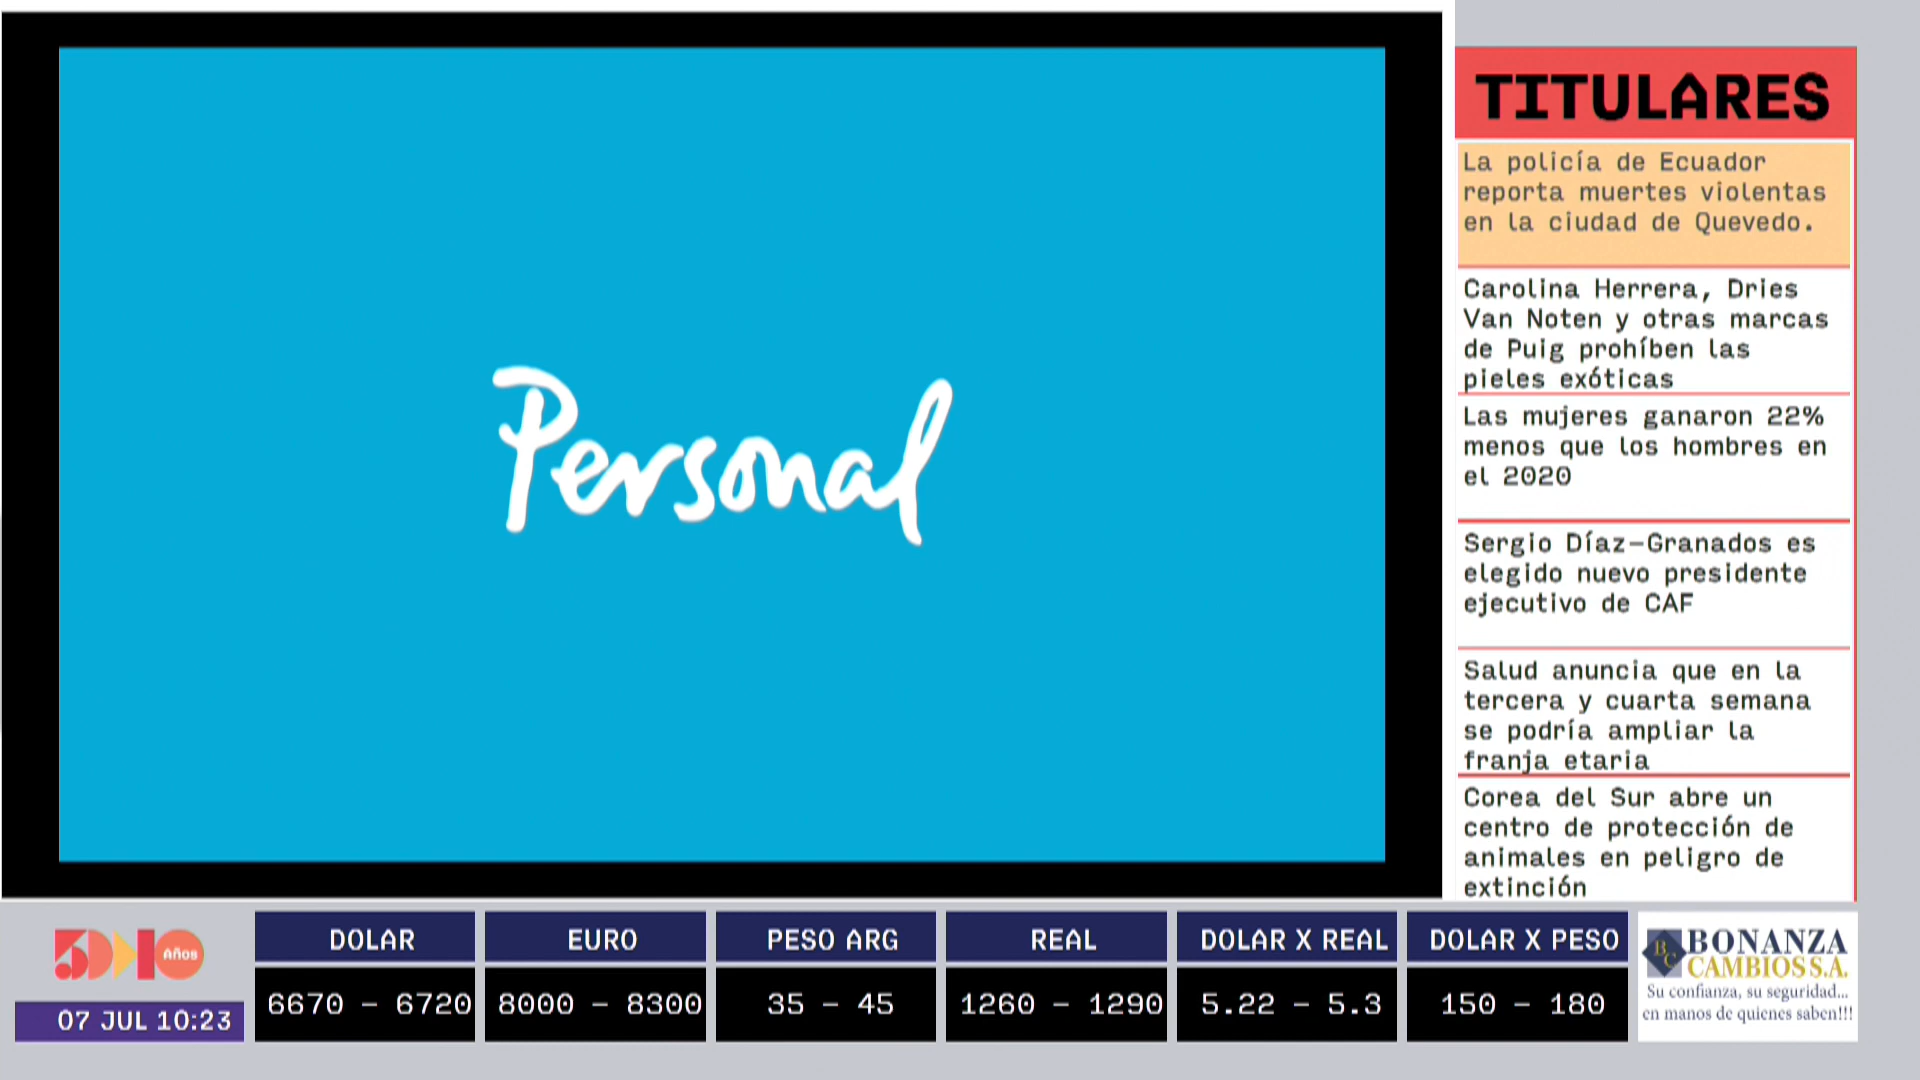 Personal
TITULARES
La policía de Ecuador
reporta muertes violentas
en la ciudad de Quevedo.
Carolina Herrera, Dries
Van Noten y otras marcas
de Puig prohíben las
pieles exóticas
Las mujeres ganaron 22%
menos que los hombres en
el 2020
Sergio Díaz-Granados es
elegido nuevo presidente
ejecutivo de CAF
Salud anuncia que en la
tercera y cuarta semana
se podría ampliar la
franja etaria
Corea del Sur abre un
centro de protección de
animales en peligro de
extinción
Años
07 JUL 10:23
DOLAR
6670 - 6720
EURO
8000 - 8300
PESO ARG
35 - 45
REAL
1260 - 1290
DOLAR X REAL
5.22 - 5.3
DOLAR X PESO
150 - 180
BC
BONANZA
CAMBIOS S.A.
Su confianza, su seguridad...
en manos de quienes saben!!!